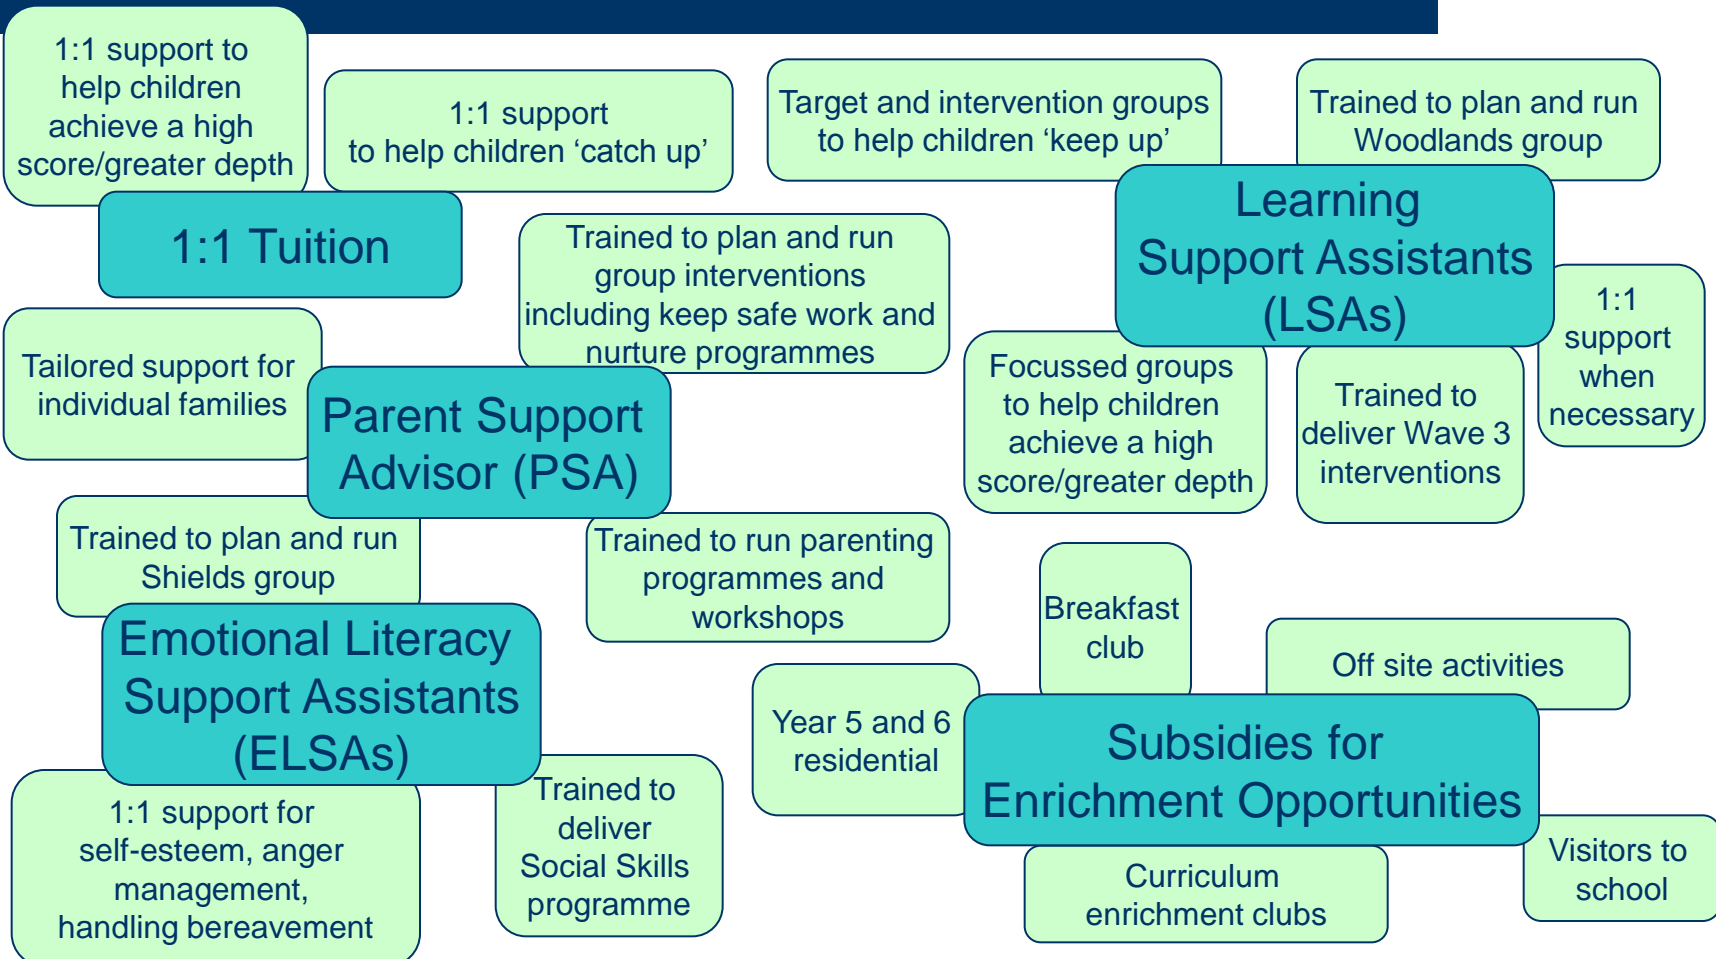 1:1 support to
help children
achieve a high
score/greater depth
1:1 support
to help children ‘catch up’
1:1 Tuition
Target and intervention groups
to help children ‘keep up’
Trained to plan and run
Woodlands group
Learning
Support Assistants
(LSAs)
1:1
support
when
necessary
Focussed groups
to help children
achieve a high
score/greater depth
Trained to
deliver Wave 3
interventions
Trained to plan and run
group interventions
including keep safe work and
nurture programmes
Tailored support for
individual families
Parent Support
Advisor (PSA)
Trained to run parenting
programmes and
workshops
Trained to plan and run
Shields group
Emotional Literacy
Support Assistants
(ELSAs)
1:1 support for
self-esteem, anger
management,
handling bereavement
Trained to
deliver
Social Skills
programme
Breakfast
club
Off site activities
Year 5 and 6
residential
Subsidies for
Enrichment Opportunities
Curriculum
enrichment clubs
Visitors to
school